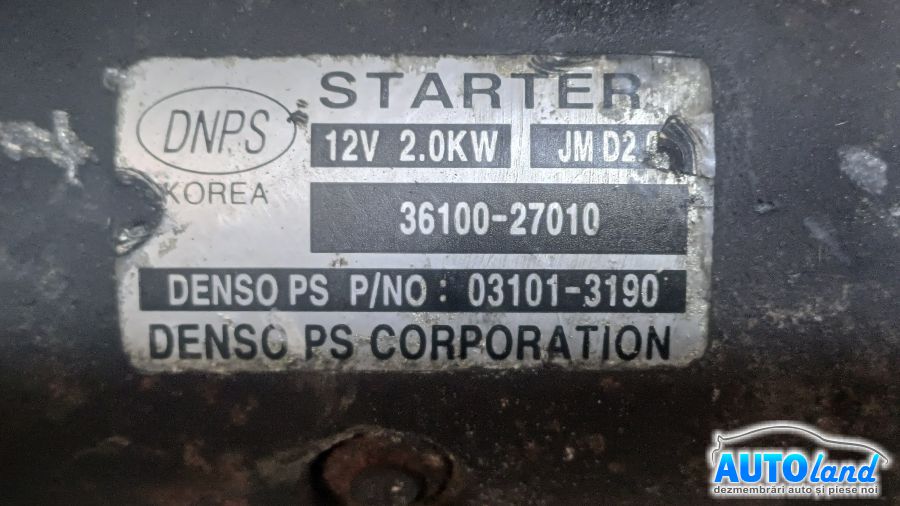 STARTER
DNPS
12V 2.0KW JM D2.0
KOREA
36100-27010
DENSO PS P/NO : 03101-3190
DENSO PS CORPORATION
AUTOland
dezmembrări auto și piese noi